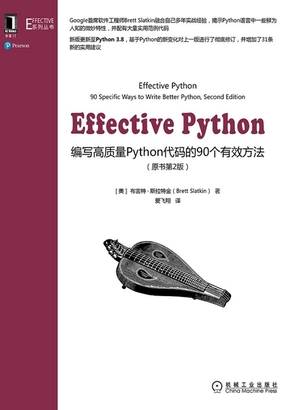 EFFECTIVE
系列丛书
Pearson
Google首席软件工程师Brett Slatkin融合自己多年实战经验，揭示Python语言中一些鲜为
人知的微妙特性，并配有大量实用范例代码
新版更新至Python 3.8，基于Python的新变化对上一版进行了彻底修订，并增加了31条
新的实用建议
Effective Python
90 Specific Ways to Write Better Python, Second Edition
Effective Python
编写高质量Python代码的90个有效方法
（原书第2版）
[美] 布雷特·斯拉特金（Brett Slatkin）著
爱飞翔 译
机械工业出版社
China Machine Press